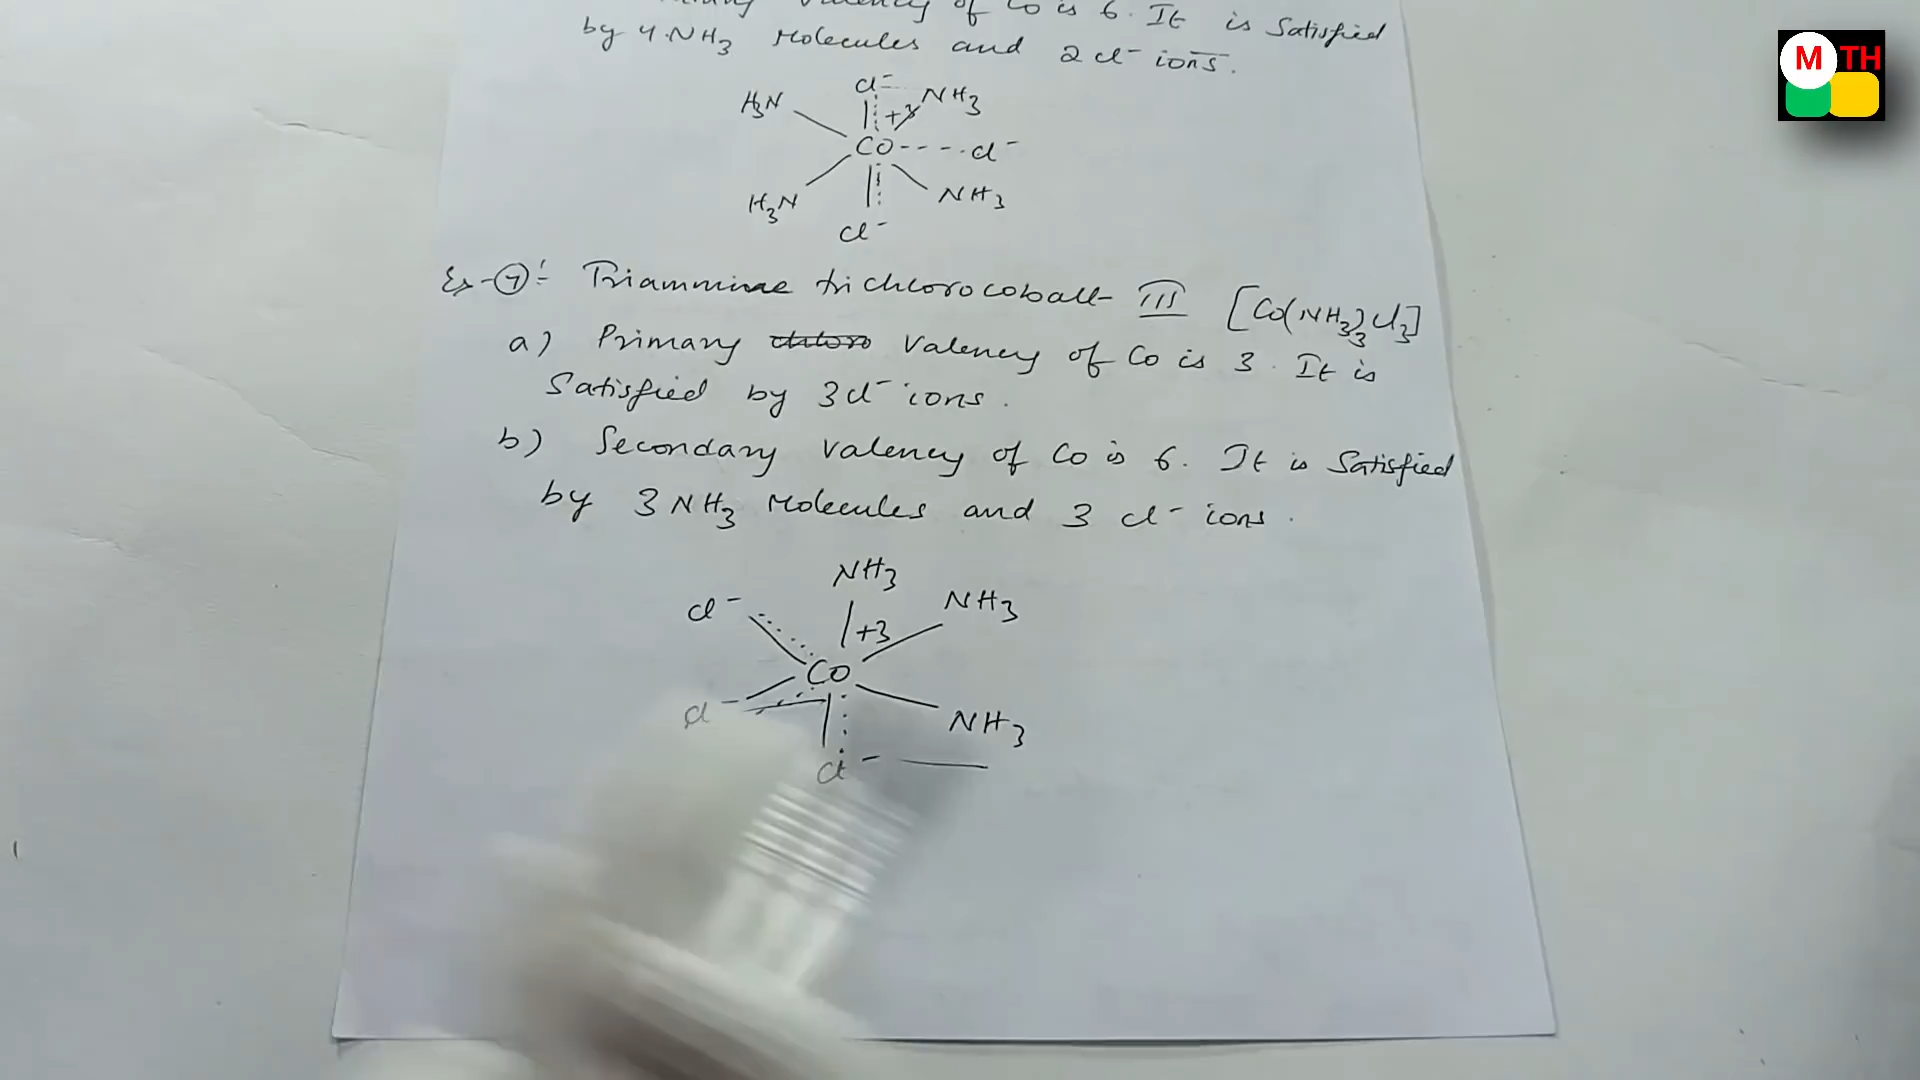 valency of Co is 6. It is satisfied
by 4 NH3 Molecules and 2 Cl- ions.
Cl-
H3N
NH3
+3
Co
Cl-
H3N
NH3
Cl-
Ex-④:- Triammine trichlorocobalt III [Co(NH3)3Cl3]
a) Primary valency of Co is 3. It is
Satisfied by 3Cl- ions.
b) Secondary valency of Co is 6. It is Satisfied
by 3 NH3 Molecules and 3 Cl- ions.
NH3
Cl-
NH3
+3
Co
Cl-
NH3
Cl-
M TH